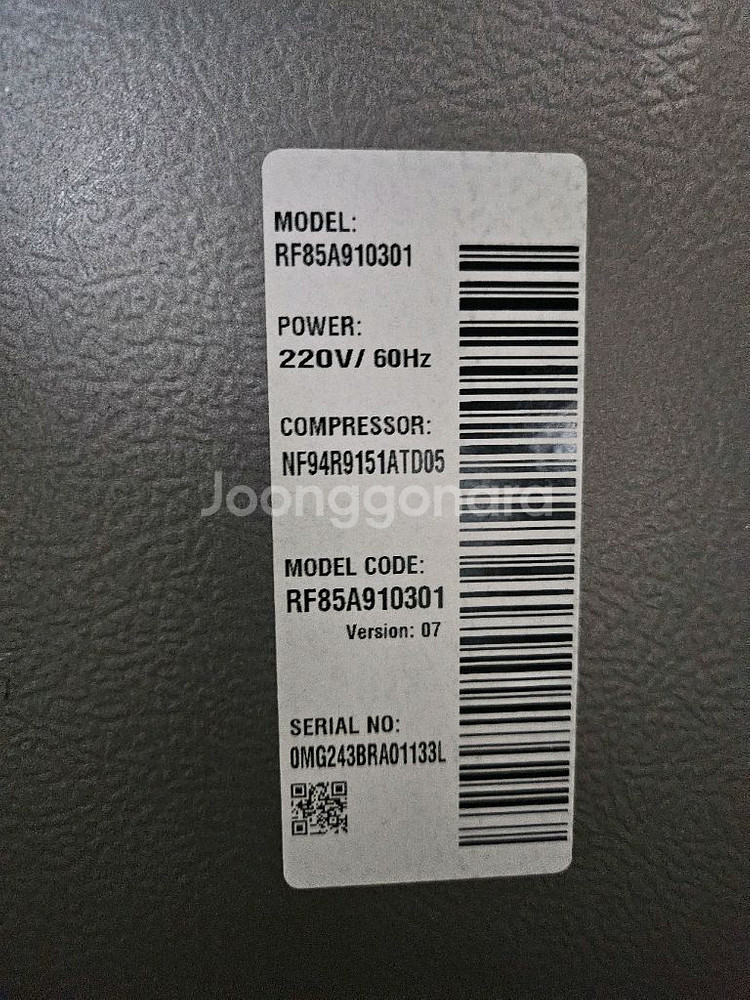 MODEL:
RF85A910301
POWER:
220V/ 60Hz
COMPRESSOR:
NF94R9151ATD05
Joonggonara
MODEL CODE:
RF85A910301
Version: 07
SERIAL NO:
0MG243BRA01133L